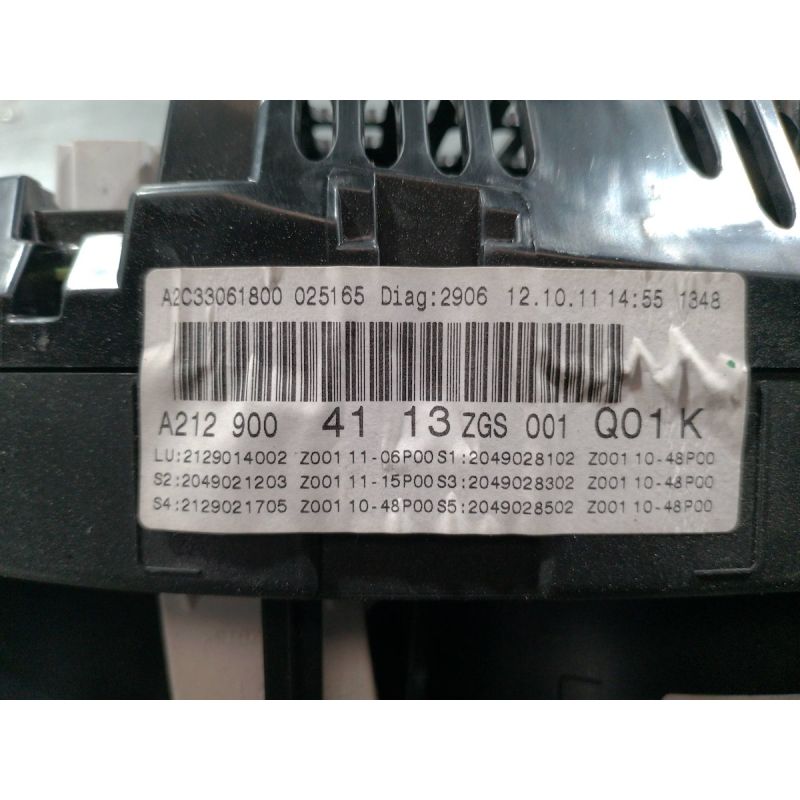 A2C33061800 025165 Diag:2906 12.10.11 14:55 1348
A212 900 41 13 ZGS 001 Q01 K
LU:2129014002 Z001 11-06P00 S1:2049028102 Z001 10-48P00
S2:2049021203 Z001 11-15P00 S3:2049028302 Z001 10-48P00
S4:2129021705 Z001 10-48P00 S5:2049028502 Z001 10-48P00